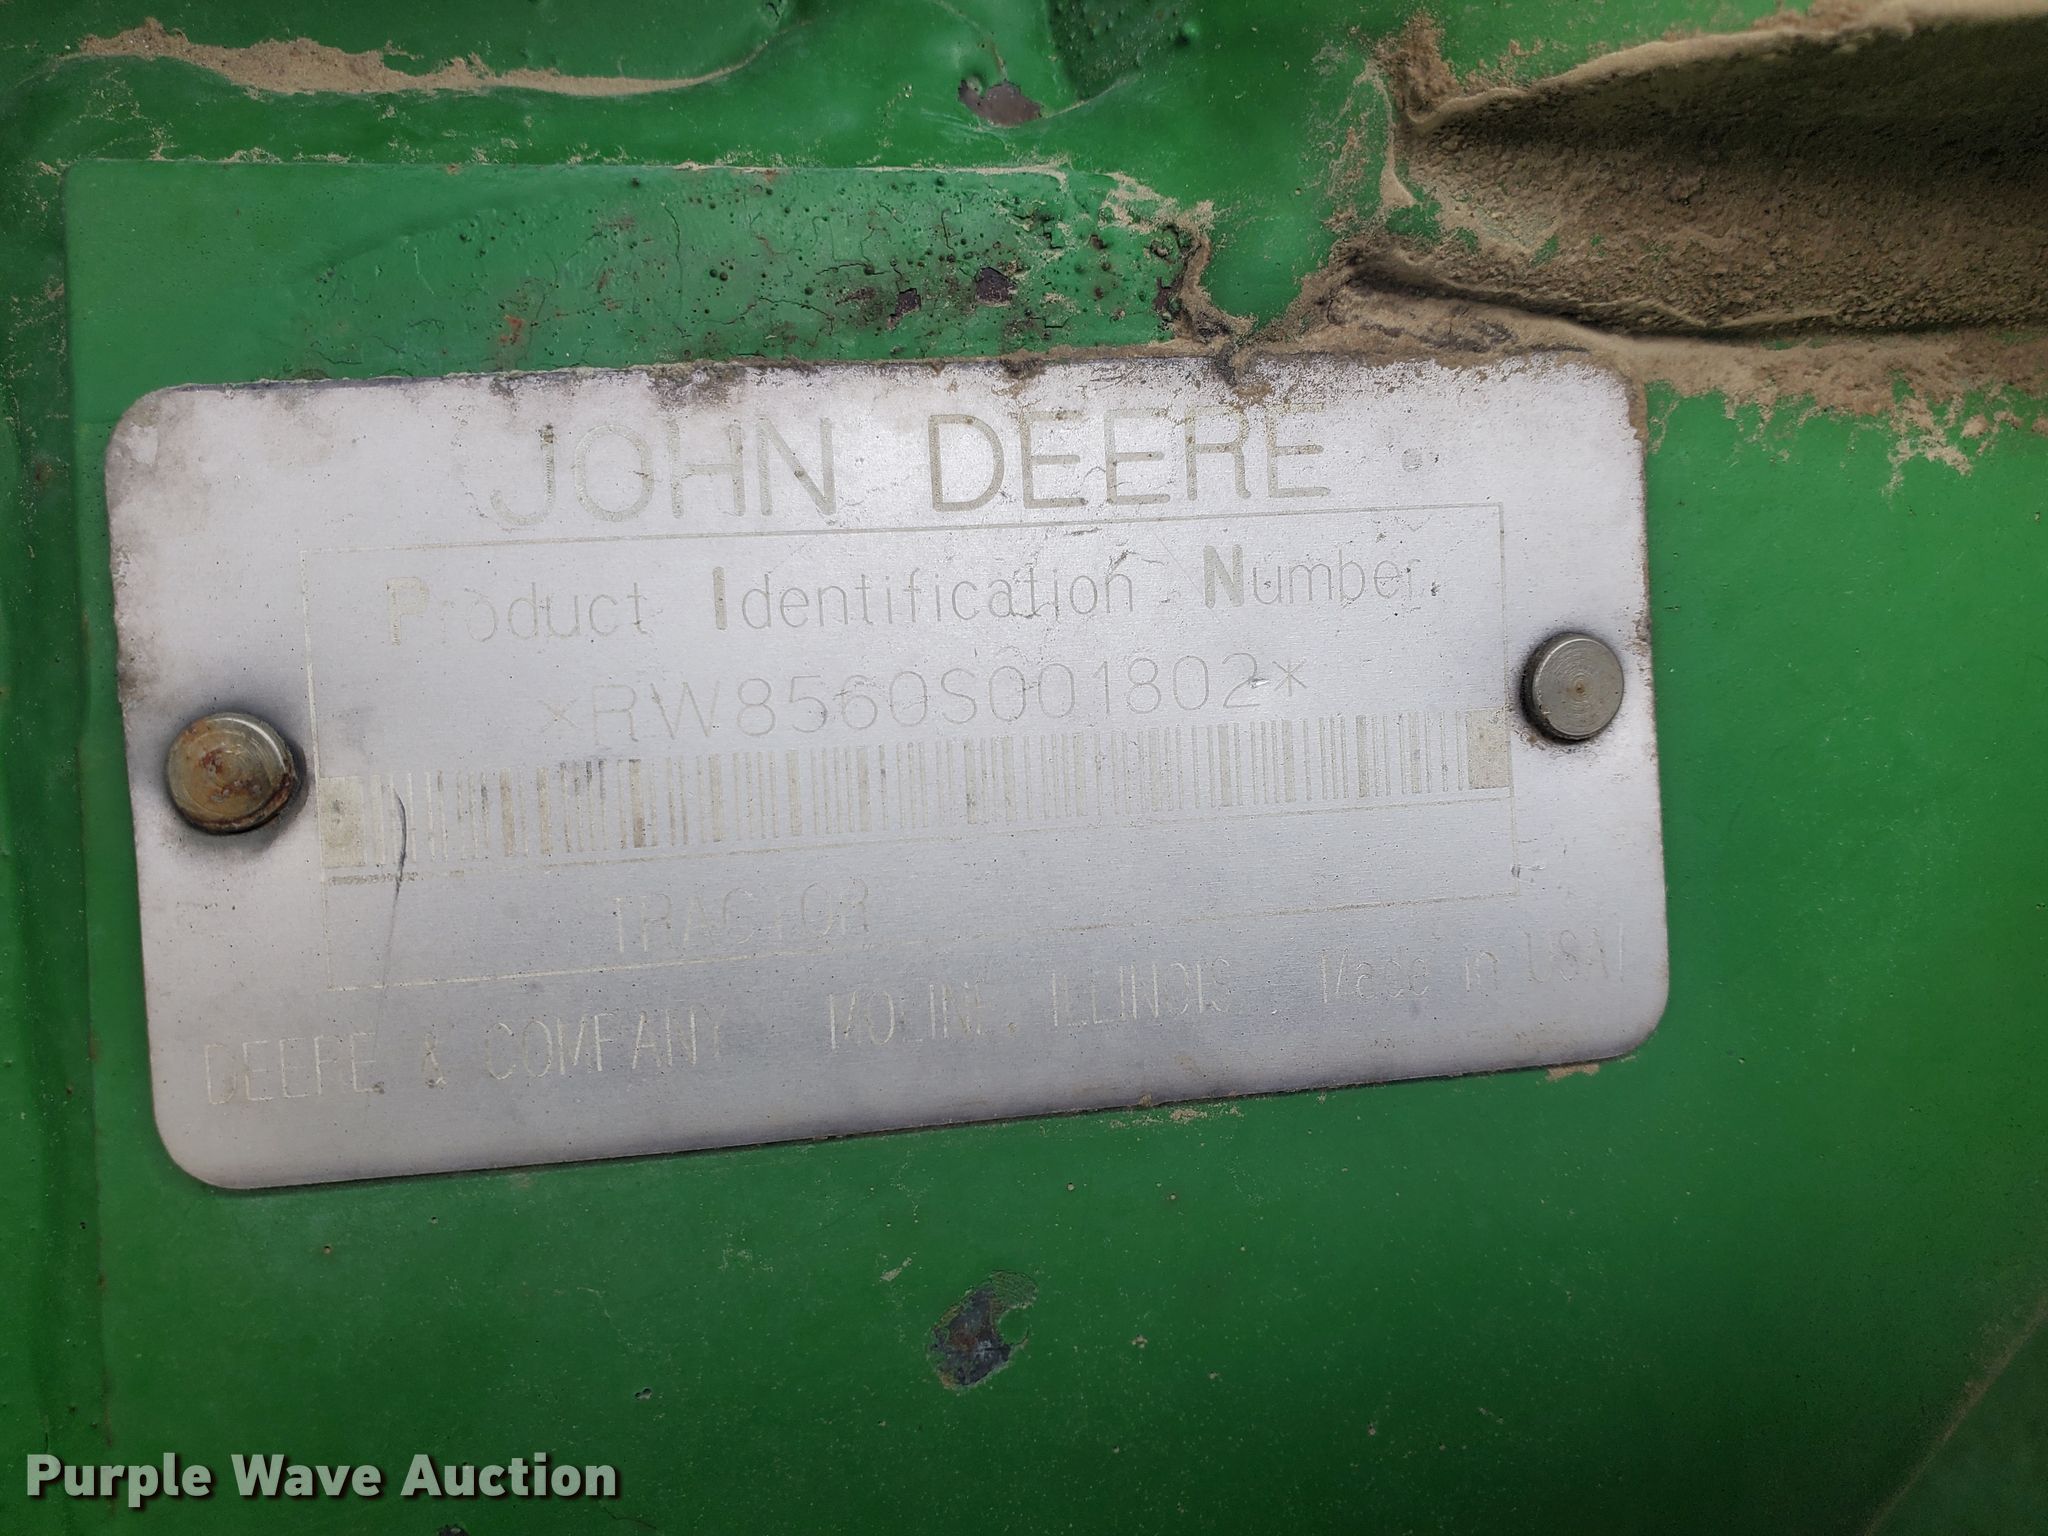 JOHN DEERE
Product Identification Number
*RW8560S001802*
TRACTOR
DEERE & COMPANY MOLINE, ILLINOIS Made in USA
Purple Wave Auction